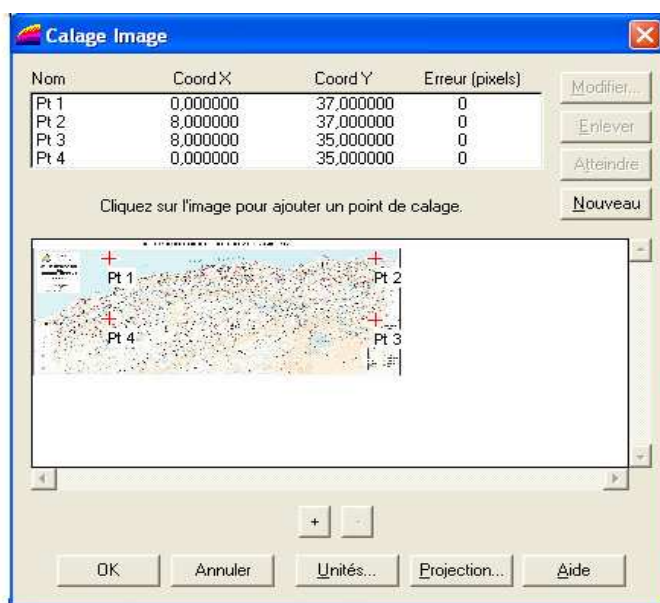 Calage Image
Nom Coord X Coord Y Erreur (pixels)
Pt 1 0,000000 37,000000 0
Pt 2 8,000000 37,000000 0
Pt 3 8,000000 35,000000 0
Pt 4 0,000000 35,000000 0
Modifier...
Enlever
Atteindre
Nouveau
Cliquez sur l'image pour ajouter un point de calage.
Pt 1
Pt 2
Pt 4
Pt 3
+
-
OK Annuler Unités... Projection... Aide